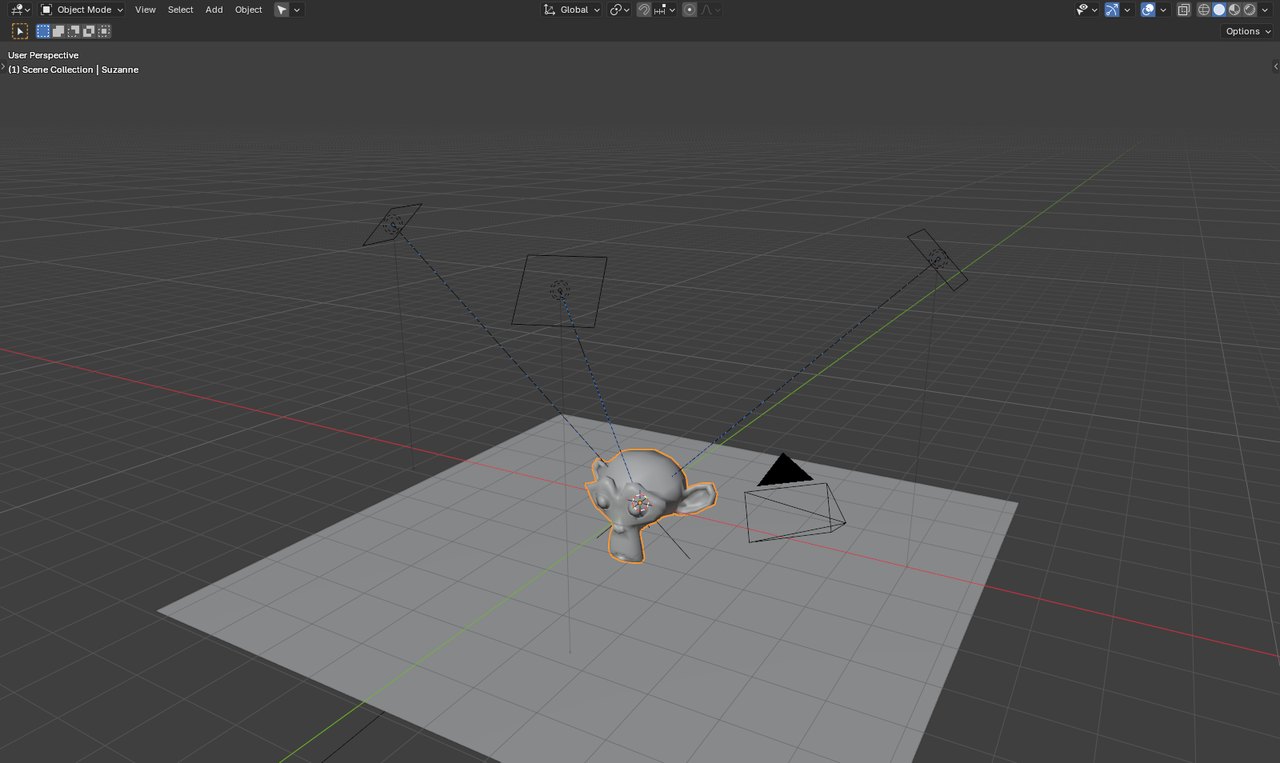 Object Mode View Select Add Object Global
Options
User Perspective
(1) Scene Collection | Suzanne